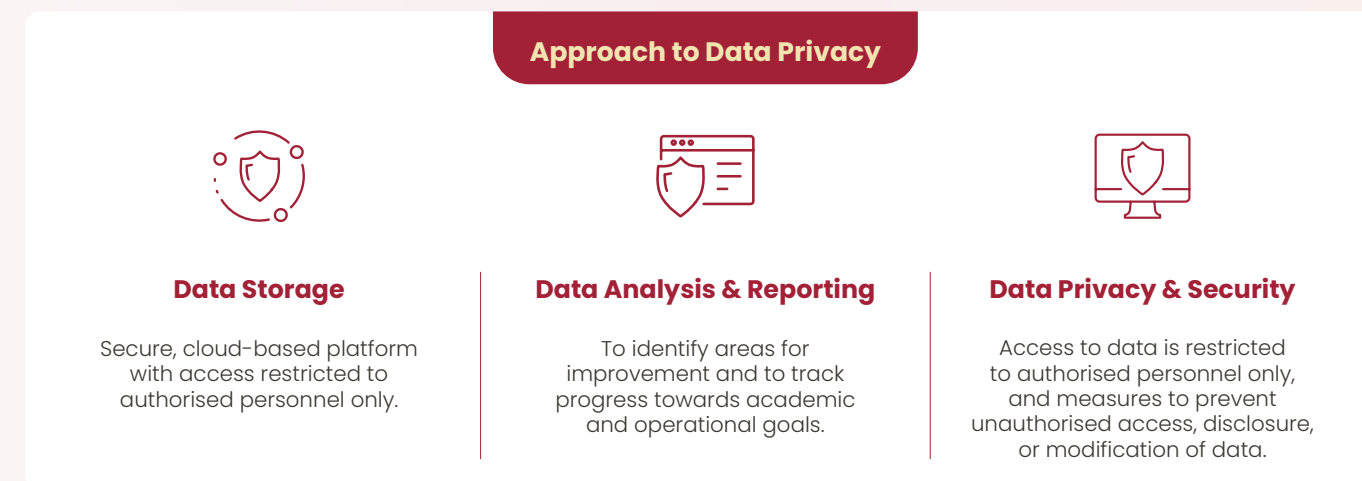 Approach to Data Privacy
Data Storage
Secure, cloud-based platform
with access restricted to
authorised personnel only.
Data Analysis & Reporting
To identify areas for
improvement and to track
progress towards academic
and operational goals.
Data Privacy & Security
Access to data is restricted
to authorised personnel only,
and measures to prevent
unauthorised access, disclosure,
or modification of data.